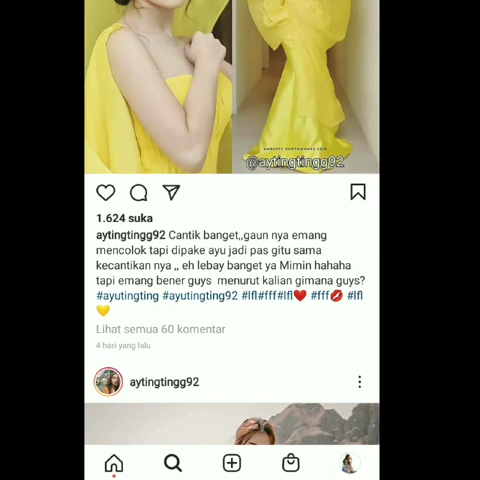 @aytingtingg92
1.624 suka
aytingtingg92 Cantik banget,,gaun nya emang
mencolok tapi dipake ayu jadi pas gitu sama
kecantikan nya ,, eh lebay banget ya Mimin hahaha
tapi emang bener guys menurut kalian gimana guys?
#ayutingting #ayutingting92 #lfl#fff#lfl❤️ #fff💋 #lfl
💛
Lihat semua 60 komentar
4 hari yang lalu
aytingtingg92